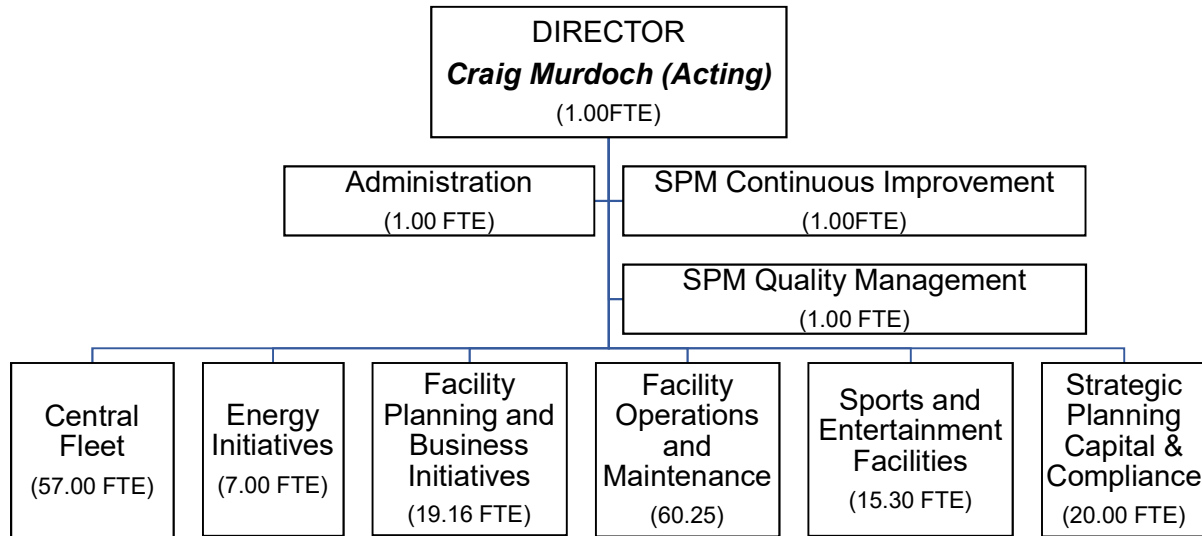 DIRECTOR
Craig Murdoch (Acting)
(1.00FTE)
Administration
(1.00 FTE)
SPM Continuous Improvement
(1.00FTE)
SPM Quality Management
(1.00 FTE)
Central
Fleet
(57.00 FTE)
Energy
Initiatives
(7.00 FTE)
Facility
Planning and
Business
Initiatives
(19.16 FTE)
Facility
Operations
and
Maintenance
(60.25)
Sports and
Entertainment
Facilities
(15.30 FTE)
Strategic
Planning
Capital &
Compliance
(20.00 FTE)